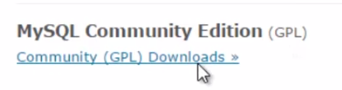 MySQL Community Edition (GPL)
Community (GPL) Downloads »